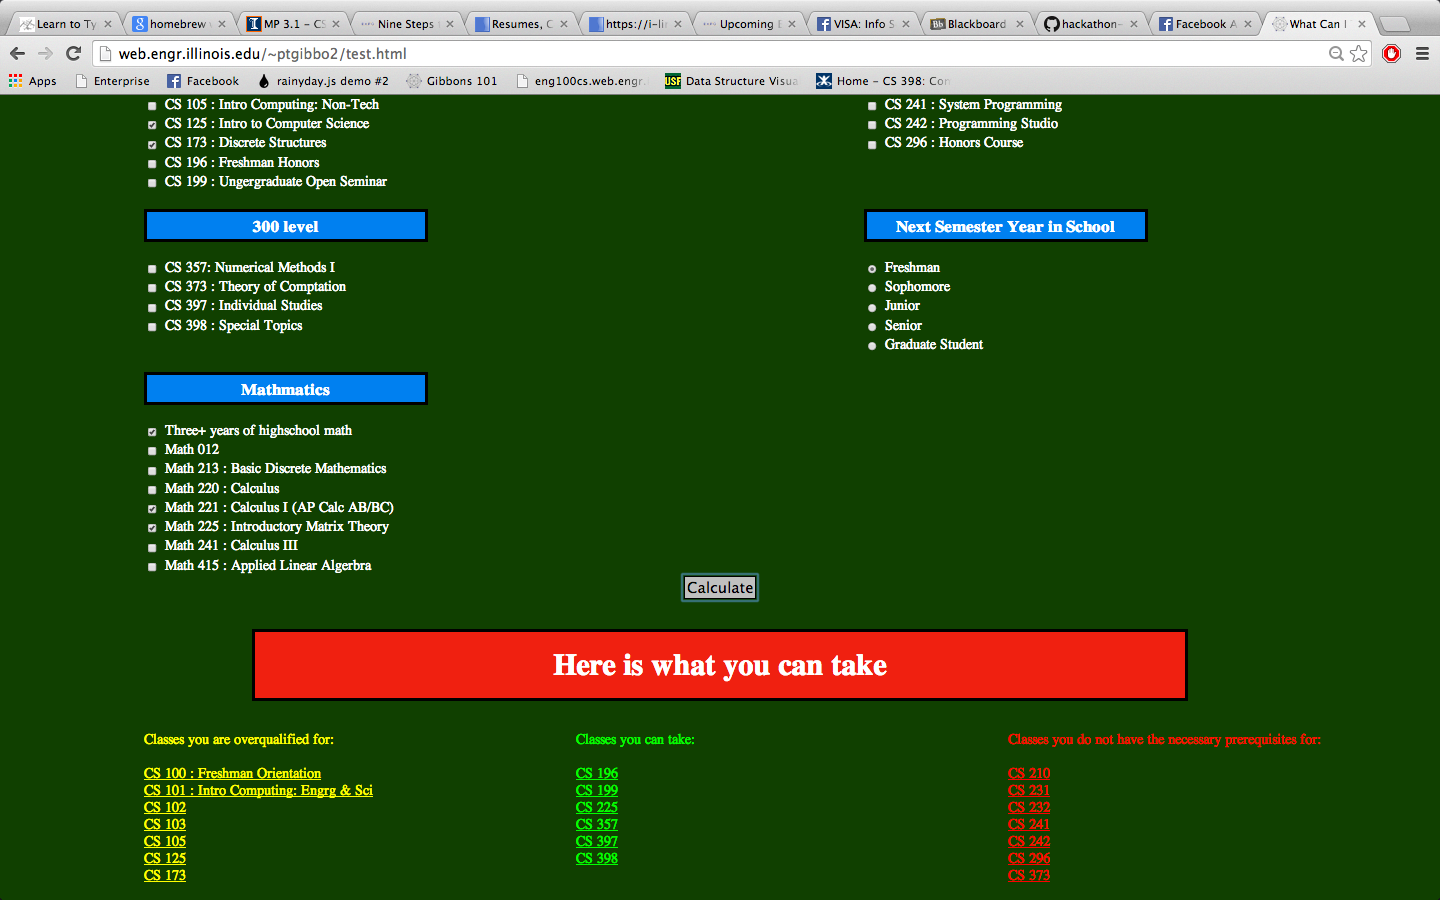 Learn to Ty
homebrew
MP 3.1 – CS
Nine Steps
Resumes, C
https://i-li
Upcoming E
VISA: Info S
Blackboard
hackathon-
Facebook A
What Can I
web.engr.illinois.edu/~ptgibbo2/test.html
Apps
Enterprise
Facebook
rainyday.js demo #2
Gibbons 101
eng100cs.web.engr.
USF
Data Structure Visua
Home – CS 398: Con
CS 105 : Intro Computing: Non-Tech
CS 125 : Intro to Computer Science
CS 173 : Discrete Structures
CS 196 : Freshman Honors
CS 199 : Ungergraduate Open Seminar
CS 241 : System Programming
CS 242 : Programming Studio
CS 296 : Honors Course
300 level
CS 357: Numerical Methods I
CS 373 : Theory of Comptation
CS 397 : Individual Studies
CS 398 : Special Topics
Next Semester Year in School
Freshman
Sophomore
Junior
Senior
Graduate Student
Mathmatics
Three+ years of highschool math
Math 012
Math 213 : Basic Discrete Mathematics
Math 220 : Calculus
Math 221 : Calculus I (AP Calc AB/BC)
Math 225 : Introductory Matrix Theory
Math 241 : Calculus III
Math 415 : Applied Linear Algerbra
Calculate
Here is what you can take
Classes you are overqualified for:
CS 100 : Freshman Orientation
CS 101 : Intro Computing: Engrg & Sci
CS 102
CS 103
CS 105
CS 125
CS 173
Classes you can take:
CS 196
CS 199
CS 225
CS 357
CS 397
CS 398
Classes you do not have the necessary prerequisites for:
CS 210
CS 231
CS 232
CS 241
CS 242
CS 296
CS 373